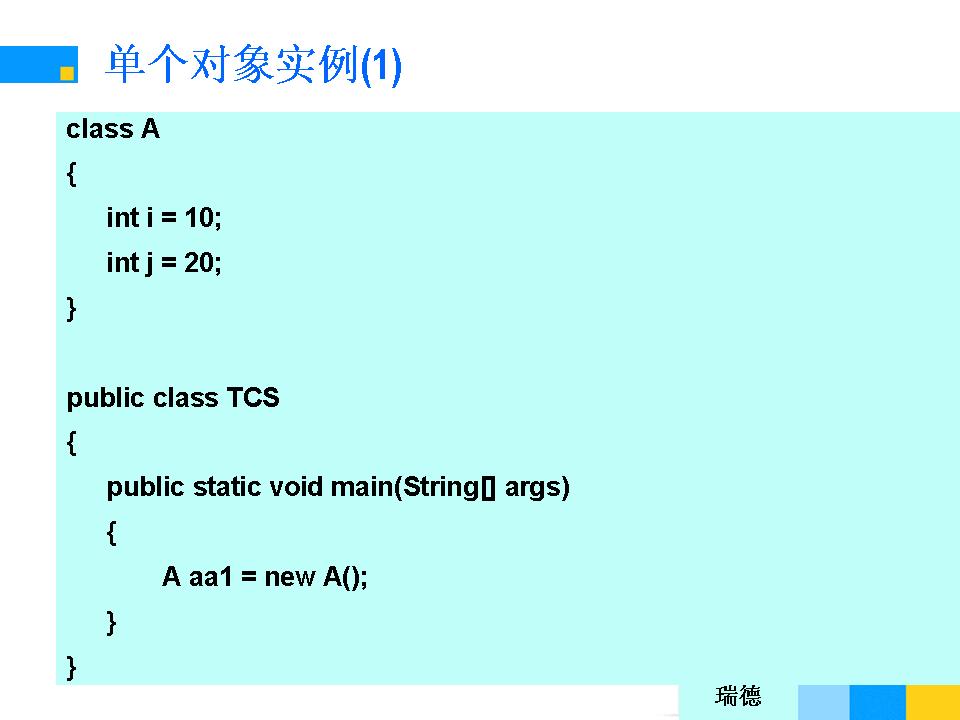 单个对象实例(1)
class A
{
int i = 10;
int j = 20;
}
public class TCS
{
public static void main(String[] args)
{
A aa1 = new A();
}
}
瑞德